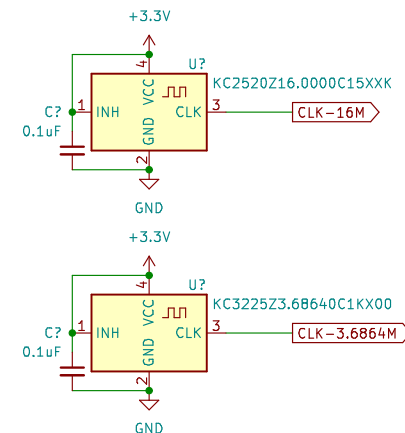 +3.3V
4
U?
KC2520Z16.0000C15XXK
C?
0.1uF
1
INH
VCC
GND
CLK
3
CLK-16M
2
GND
+3.3V
4
U?
KC3225Z3.68640C1KX00
C?
0.1uF
1
INH
VCC
GND
CLK
3
CLK-3.6864M
2
GND